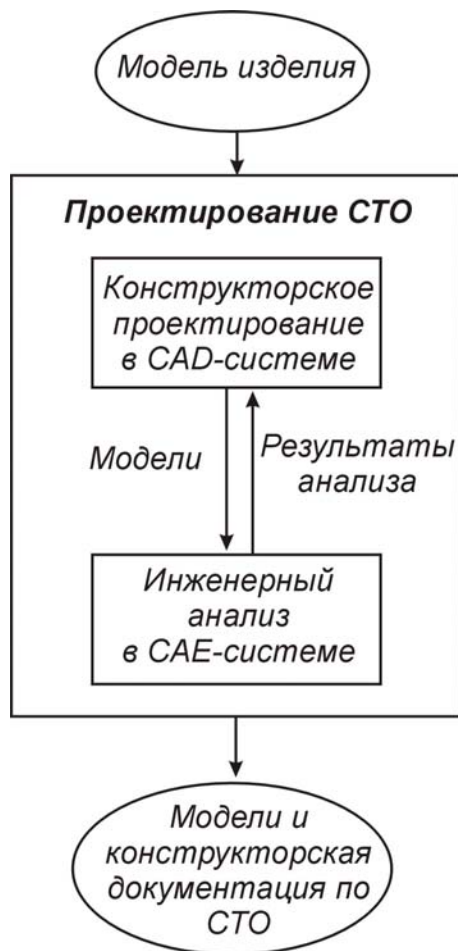 Модель изделия
Проектирование СТО
Конструкторское
проектирование
в CAD-системе
Модели
Результаты
анализа
Инженерный
анализ
в CAE-системе
Модели и
конструкторская
документация по
СТО